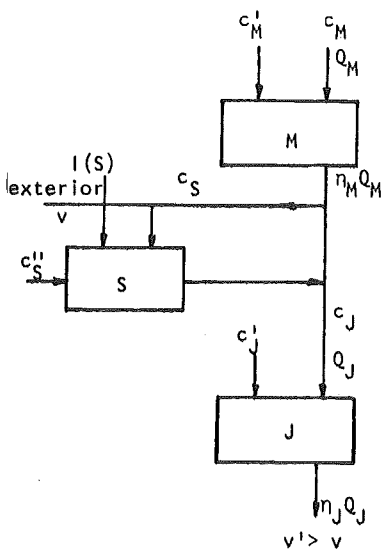 c'M cM
QM
M
I(S)
cS
ηMQM
exterior
v
c"S
S
cJ
c'J
QJ
J
ηJQJ
v'> v